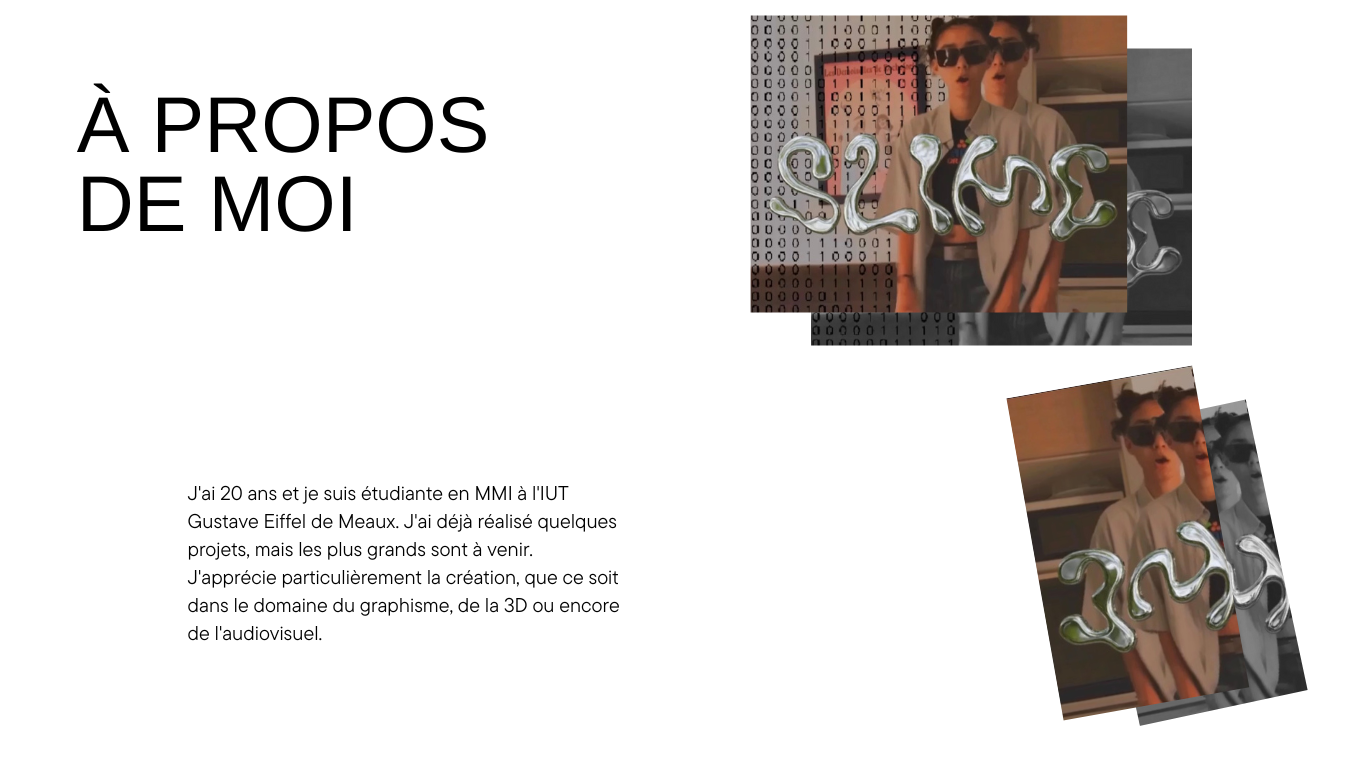 À PROPOS
DE MOI
SLIME
J'ai 20 ans et je suis étudiante en MMI à l'IUT
Gustave Eiffel de Meaux. J'ai déjà réalisé quelques
projets, mais les plus grands sont à venir.
J'apprécie particulièrement la création, que ce soit
dans le domaine du graphisme, de la 3D ou encore
de l'audiovisuel.